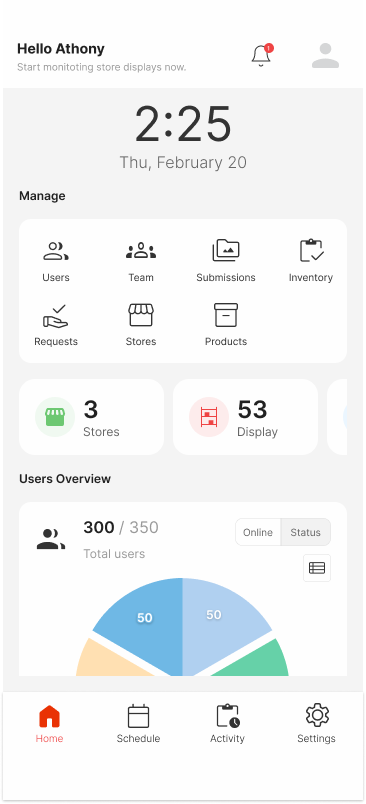 Hello Athony
1
Start monitoting store displays now.
2:25
Thu, February 20
Manage
Users Team Submissions Inventory
Requests Stores Products
3
Stores
53
Display
Users Overview
300 / 350
Total users
Online Status
50 50
Home Schedule Activity Settings